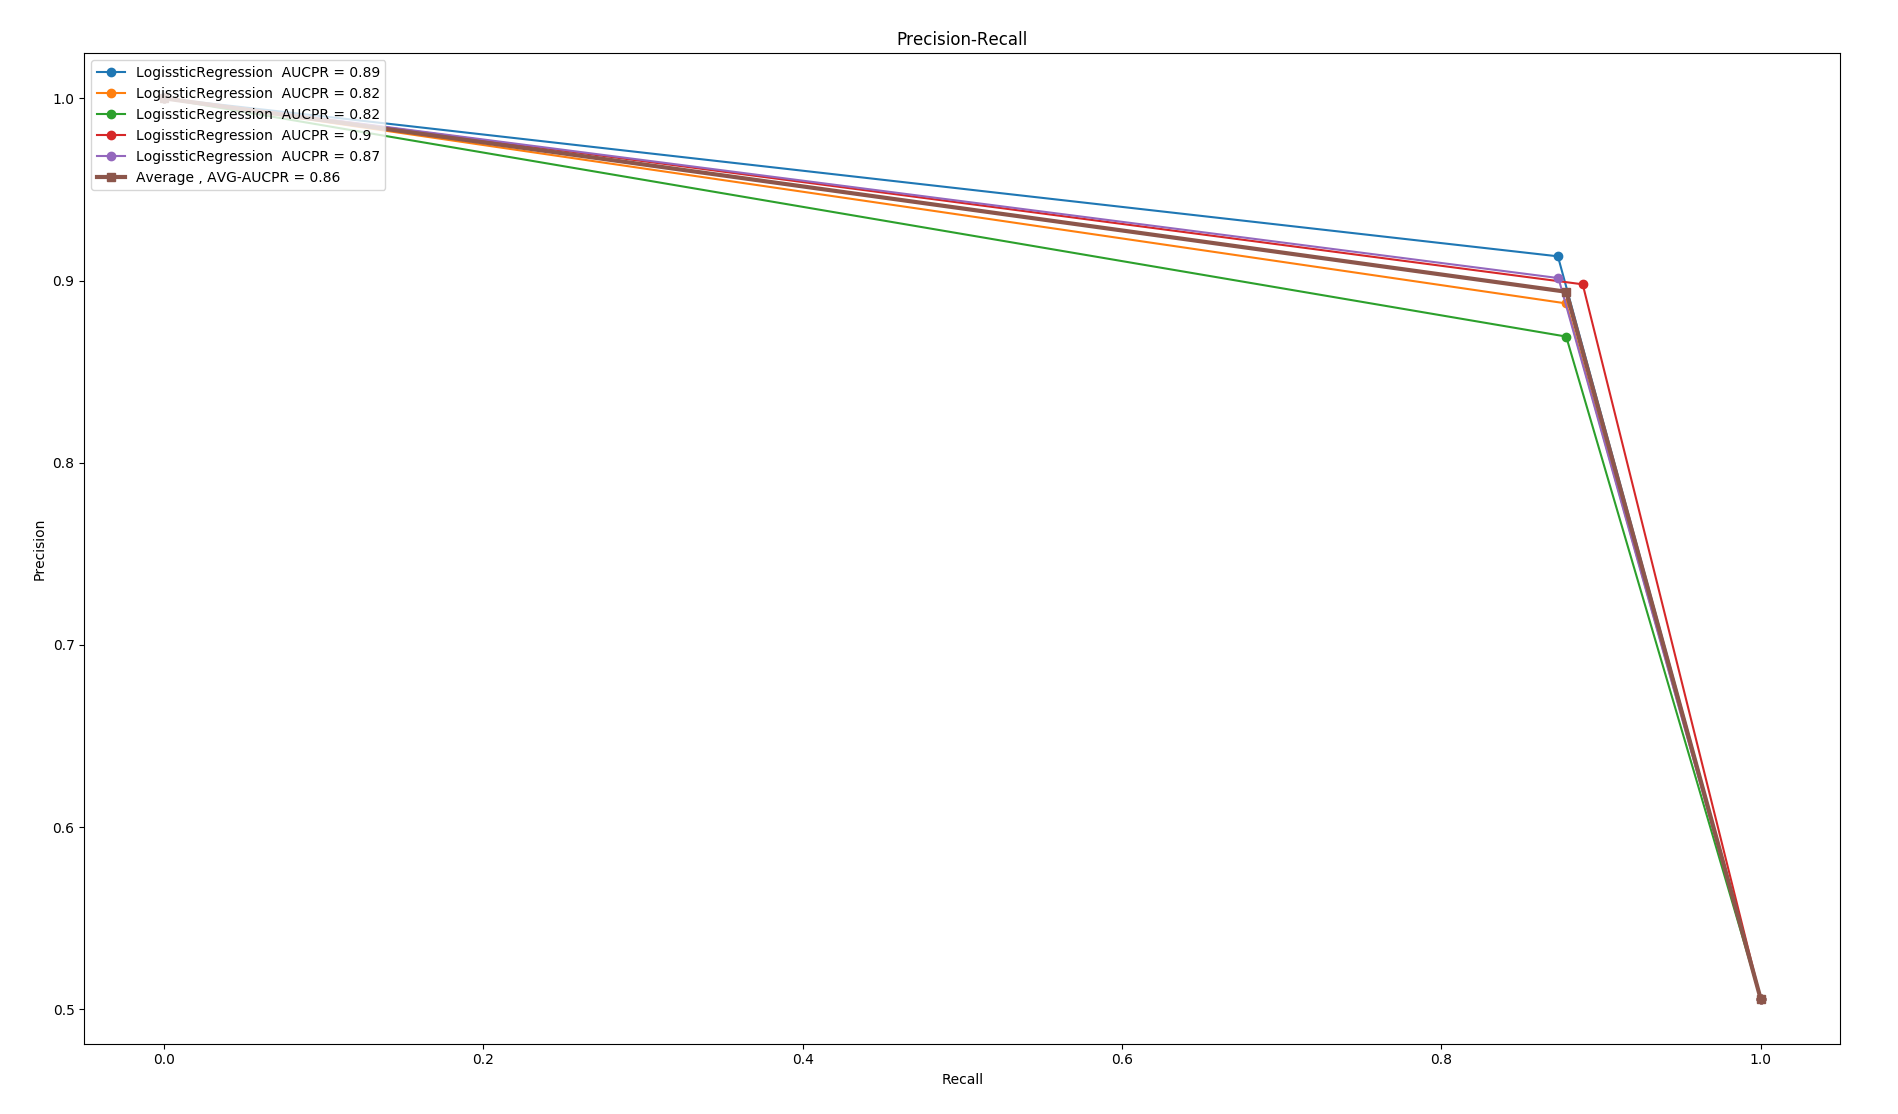 Precision-Recall
LogissticRegression  AUCPR = 0.89
LogissticRegression  AUCPR = 0.82
LogissticRegression  AUCPR = 0.82
LogissticRegression  AUCPR = 0.9
LogissticRegression  AUCPR = 0.87
Average , AVG-AUCPR = 0.86
1.0
0.9
0.8
0.7
0.6
0.5
Precision
0.0 0.2 0.4 0.6 0.8 1.0
Recall